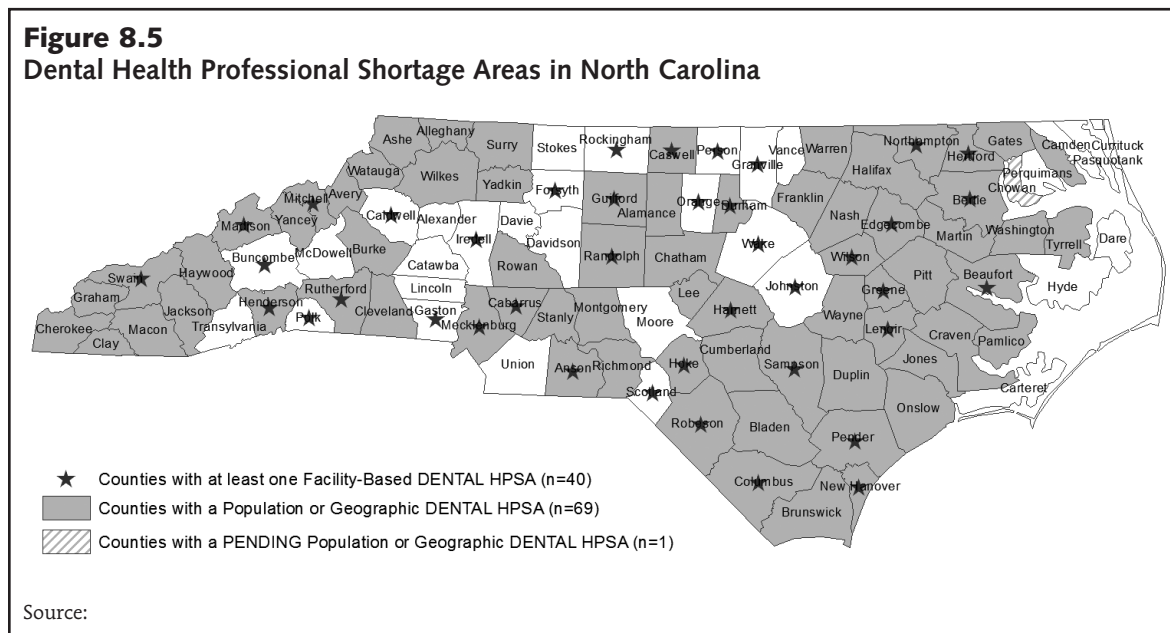 Figure 8.5
Dental Health Professional Shortage Areas in North Carolina
Ashe
Alleghany
Surry
Stokes
Rockingham
Caswell
Person
Granville
Vance
Warren
Northampton
Hertford
Gates
Camden
Currituck
Pasquotank
Perquimans
Chowan
Halifax
Watauga
Wilkes
Yadkin
Forsyth
Guilford
Alamance
Orange
Durham
Franklin
Bertie
Mitchell
Avery
Madison
Yancey
Caldwell
Alexander
Iredell
Davie
Davidson
Randolph
Chatham
Wake
Nash
Edgecombe
Martin
Washington
Tyrrell
Dare
Buncombe
McDowell
Burke
Catawba
Rowan
Wilson
Pitt
Beaufort
Hyde
Swain
Haywood
Graham
Jackson
Henderson
Rutherford
Cleveland
Lincoln
Gaston
Cabarrus
Stanly
Montgomery
Moore
Lee
Harnett
Johnston
Greene
Wayne
Lenoir
Craven
Pamlico
Cherokee
Clay
Macon
Transylvania
Polk
Mecklenburg
Union
Anson
Richmond
Hoke
Cumberland
Sampson
Duplin
Jones
Carteret
Scotland
Onslow
Robeson
Bladen
Pender
Columbus
New Hanover
Brunswick
Counties with at least one Facility-Based DENTAL HPSA (n=40)
Counties with a Population or Geographic DENTAL HPSA (n=69)
Counties with a PENDING Population or Geographic DENTAL HPSA (n=1)
Source: